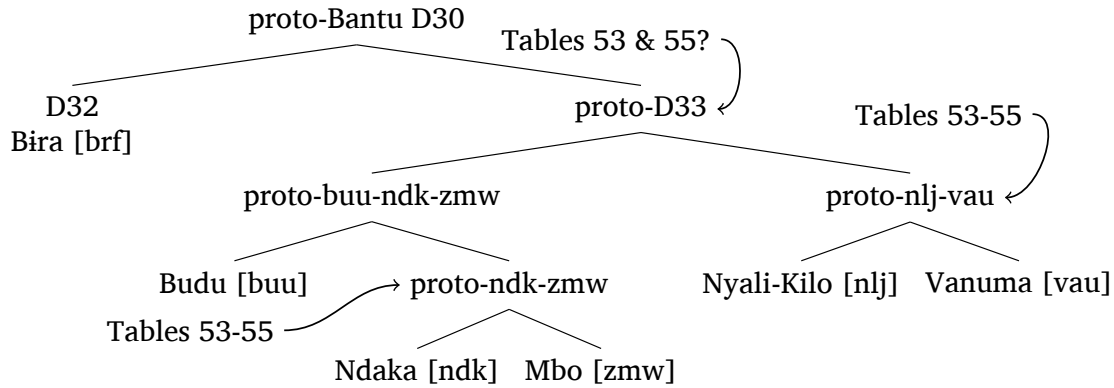 proto-Bantu D30
Tables 53 & 55?
D32
Bɨra [brf]
proto-D33
Tables 53-55
proto-buu-ndk-zmw
proto-nlj-vau
Budu [buu]
proto-ndk-zmw
Nyali-Kilo [nlj]
Vanuma [vau]
Tables 53-55
Ndaka [ndk]
Mbo [zmw]